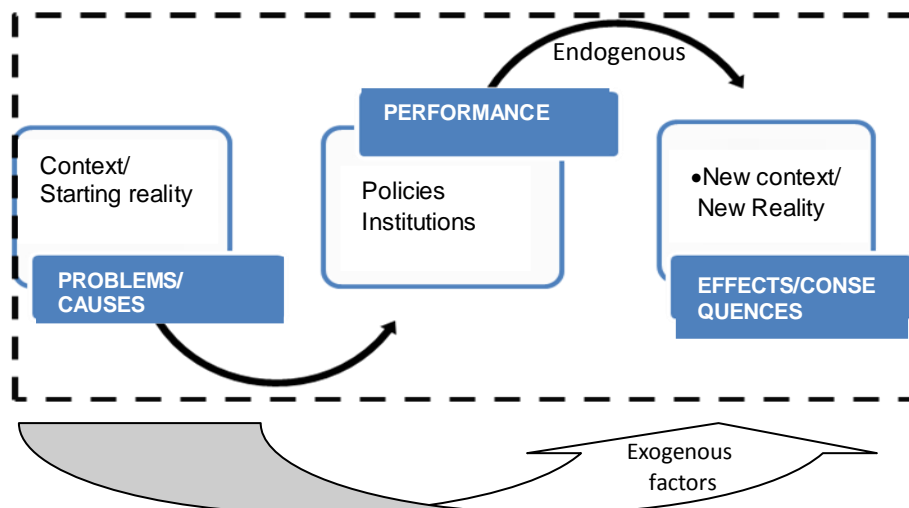 Endogenous
PERFORMANCE
Context/
Starting reality
Policies
Institutions
•New context/
New Reality
PROBLEMS/
CAUSES
EFFECTS/CONSE
QUENCES
Exogenous
factors